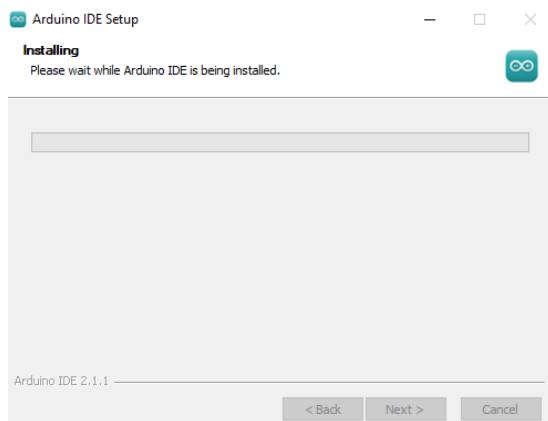 Arduino IDE Setup
Installing
Please wait while Arduino IDE is being installed.
Arduino IDE 2.1.1
< Back Next > Cancel